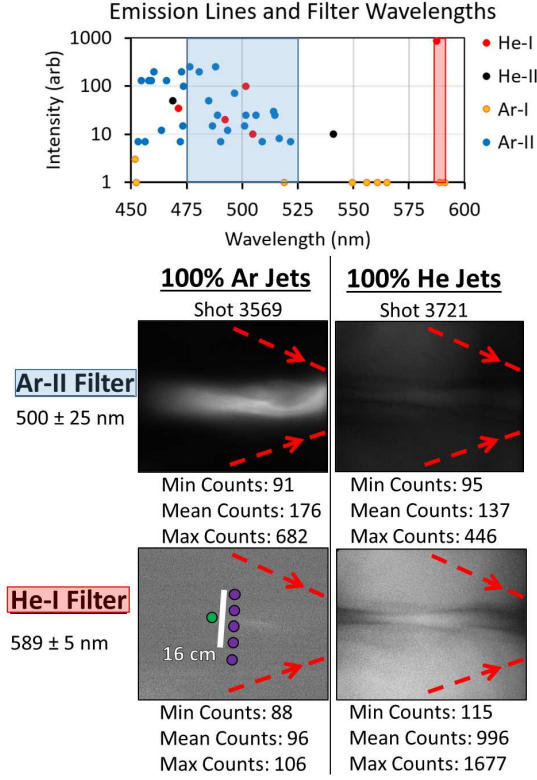 Emission Lines and Filter Wavelengths
Intensity (arb)
1000
100
10
1
450
475
500
525
550
575
600
Wavelength (nm)
He-I
He-II
Ar-I
Ar-II
100% Ar Jets
100% He Jets
Shot 3569
Shot 3721
Ar-II Filter
500 ± 25 nm
Min Counts: 91
Mean Counts: 176
Max Counts: 682
Min Counts: 95
Mean Counts: 137
Max Counts: 446
He-I Filter
589 ± 5 nm
16 cm
Min Counts: 88
Mean Counts: 96
Max Counts: 106
Min Counts: 115
Mean Counts: 996
Max Counts: 1677